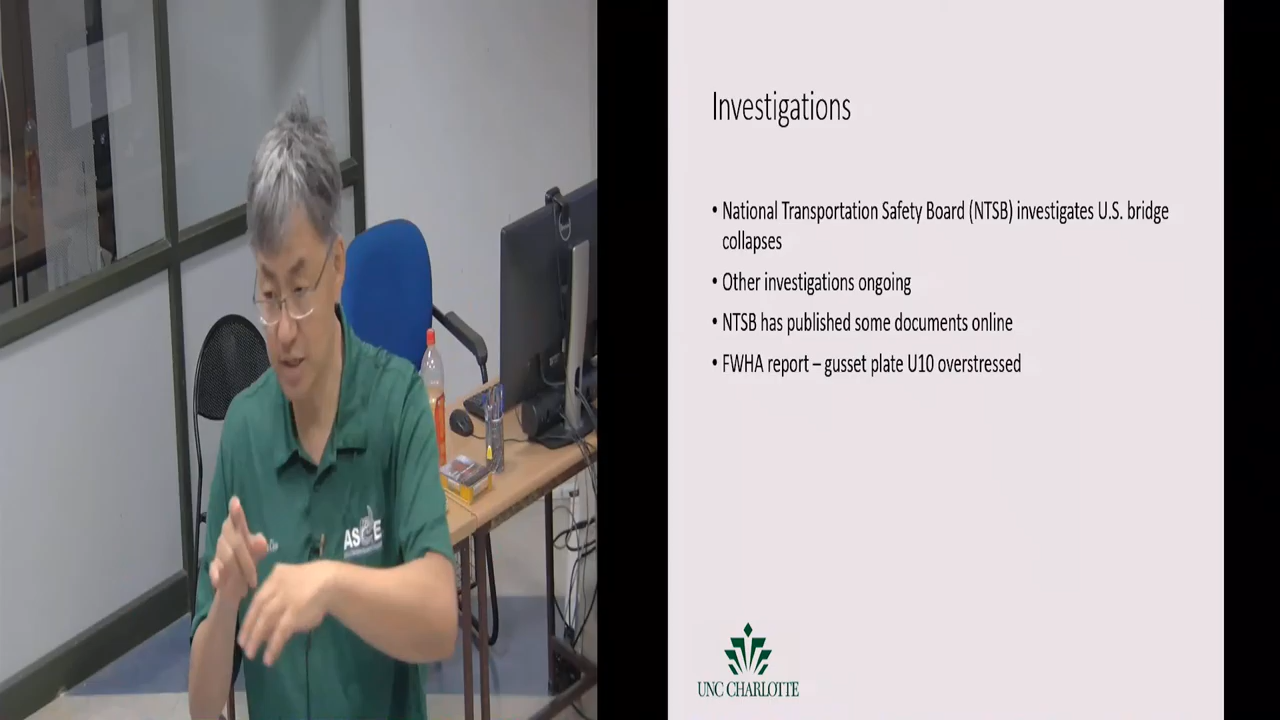 Investigations
• National Transportation Safety Board (NTSB) investigates U.S. bridge
collapses
• Other investigations ongoing
• NTSB has published some documents online
• FWHA report – gusset plate U10 overstressed
UNC CHARLOTTE
ASCE